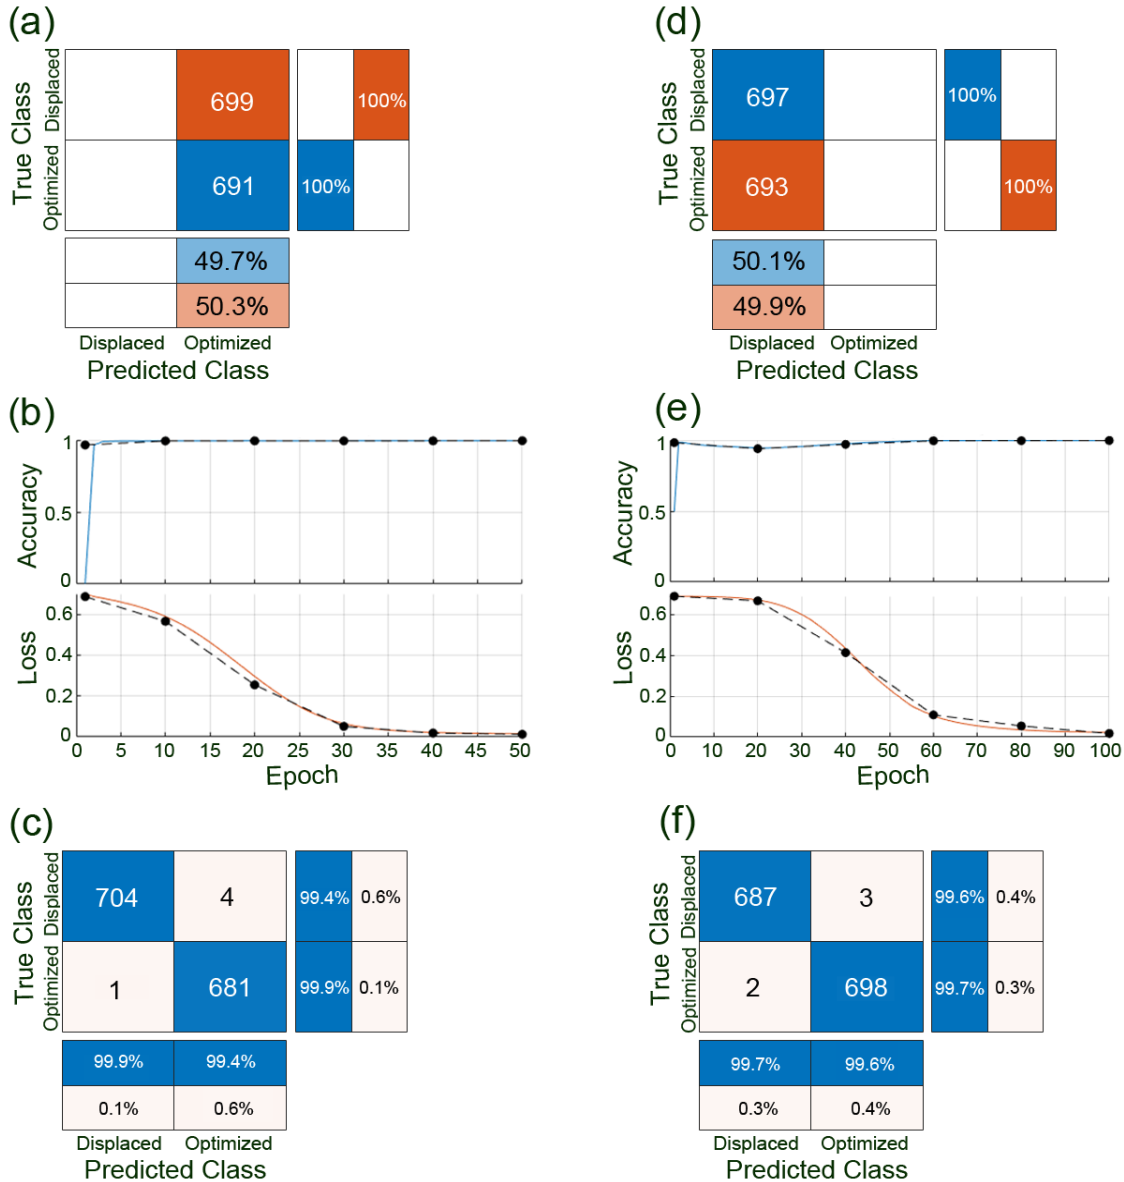 (a)
True Class
Displaced
Optimized
699
100%
691
100%
49.7%
50.3%
Displaced Optimized
Predicted Class
(d)
True Class
Displaced
Optimized
697
100%
693
100%
50.1%
49.9%
Displaced Optimized
Predicted Class
(b)
Accuracy
1
0.5
0
Loss
0.6
0.4
0.2
0
0 5 10 15 20 25 30 35 40 45 50
Epoch
(e)
Accuracy
1
0.5
0
Loss
0.6
0.4
0.2
0
0 10 20 30 40 50 60 70 80 90 100
Epoch
(c)
True Class
Displaced
Optimized
704 4 99.4% 0.6%
1 681 99.9% 0.1%
99.9% 99.4%
0.1% 0.6%
Displaced Optimized
Predicted Class
(f)
True Class
Displaced
Optimized
687 3 99.6% 0.4%
2 698 99.7% 0.3%
99.7% 99.6%
0.3% 0.4%
Displaced Optimized
Predicted Class